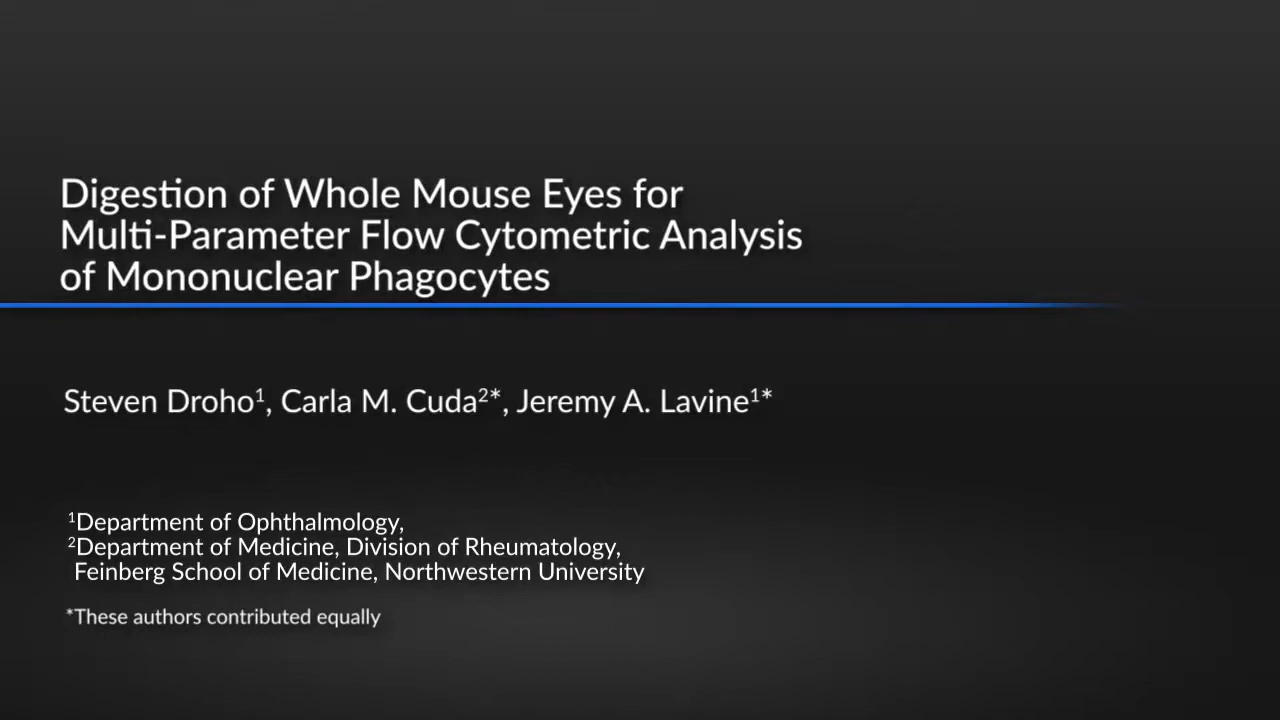 Digestion of Whole Mouse Eyes for
Multi-Parameter Flow Cytometric Analysis
of Mononuclear Phagocytes
Steven Droho¹, Carla M. Cuda²*, Jeremy A. Lavine¹*
¹Department of Ophthalmology,
²Department of Medicine, Division of Rheumatology,
Feinberg School of Medicine, Northwestern University
*These authors contributed equally